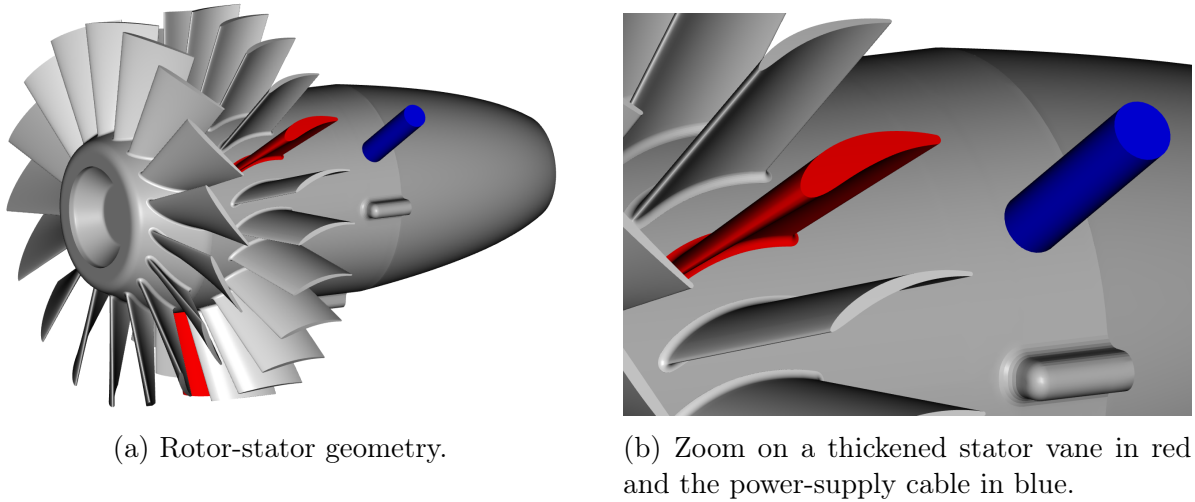 (a) Rotor-stator geometry.
(b) Zoom on a thickened stator vane in red
and the power-supply cable in blue.